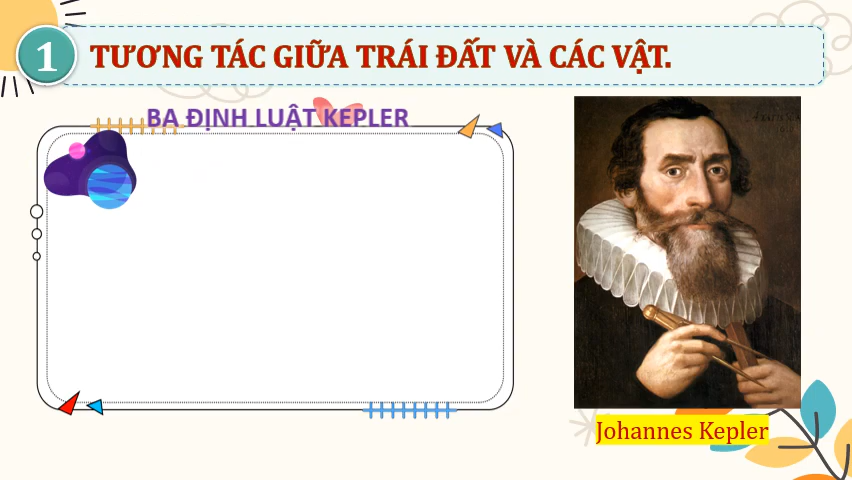 1
TƯƠNG TÁC GIỮA TRÁI ĐẤT VÀ CÁC VẬT.
BA ĐỊNH LUẬT KEPLER
Johannes Kepler